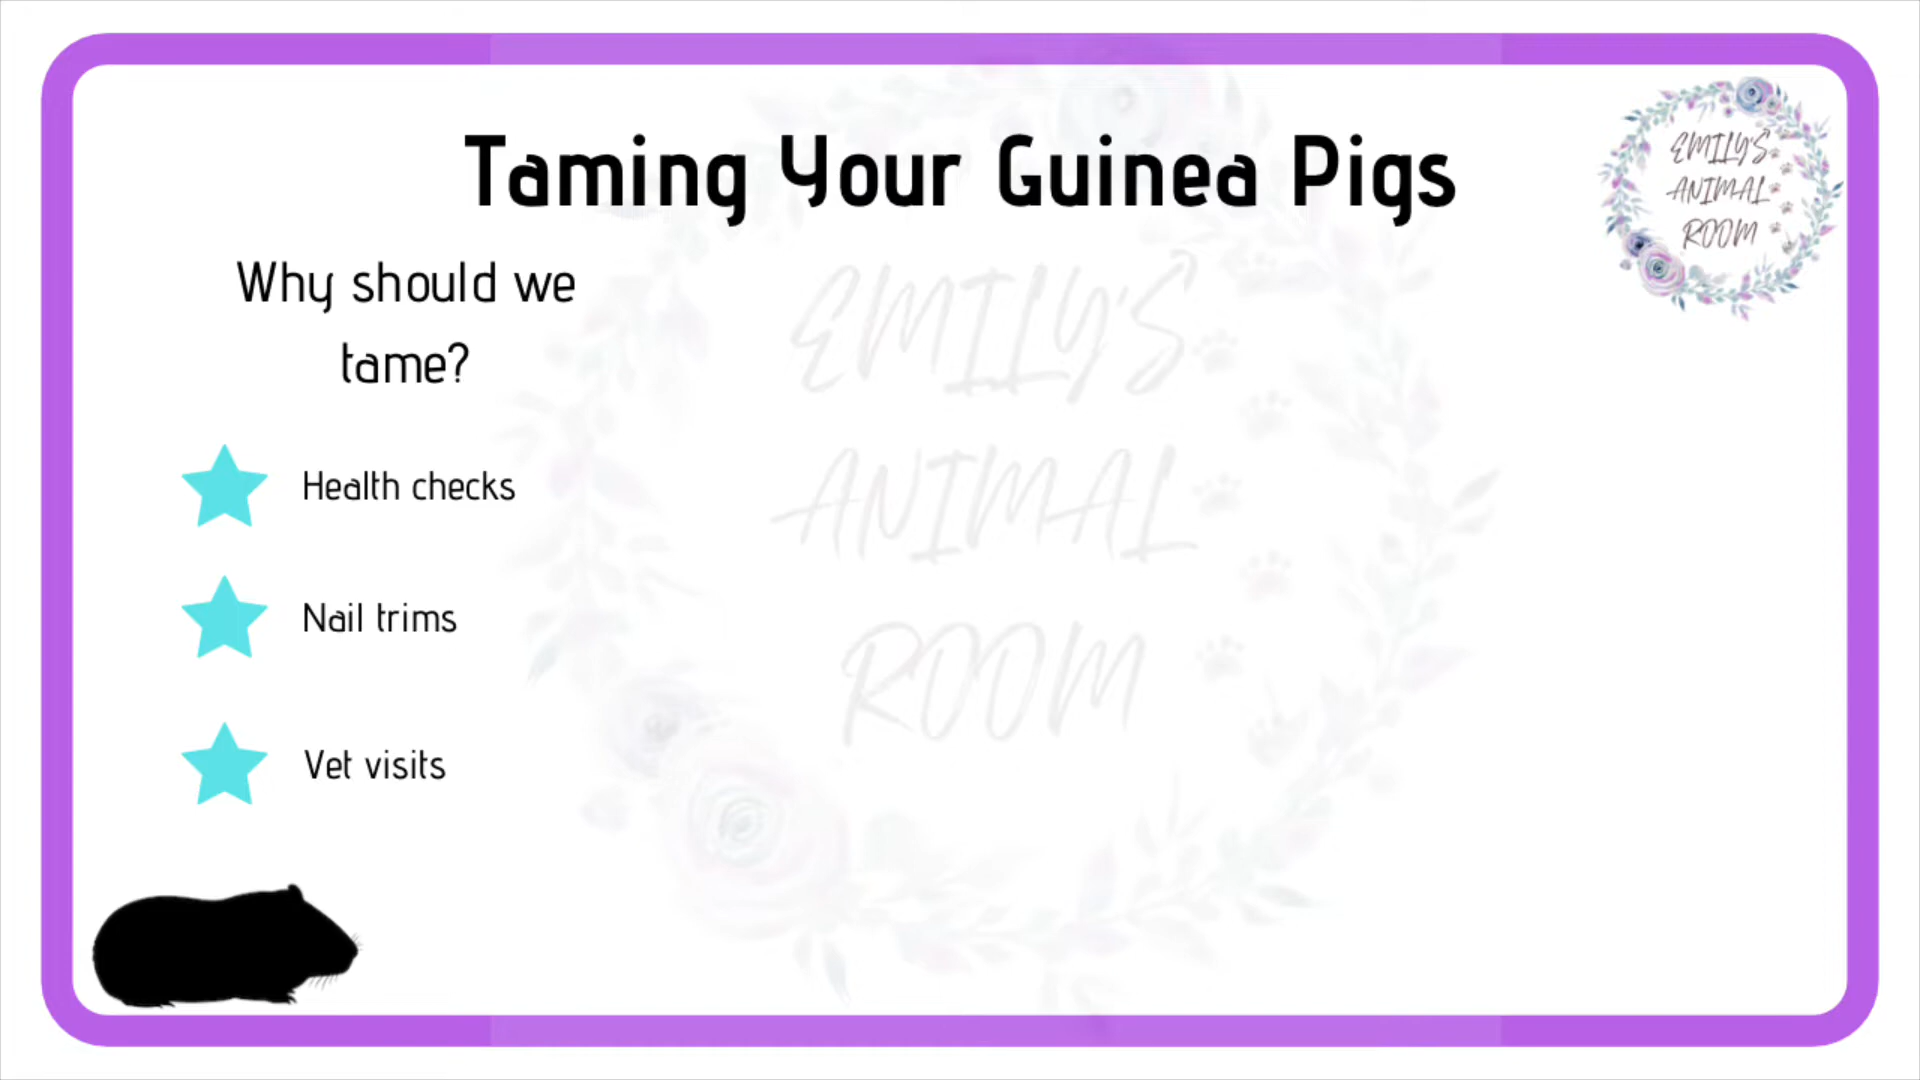 Taming Your Guinea Pigs
EMILY'S
ANIMAL
ROOM
Why should we
tame?
Health checks
Nail trims
Vet visits
EMILY'S
ANIMAL
ROOM